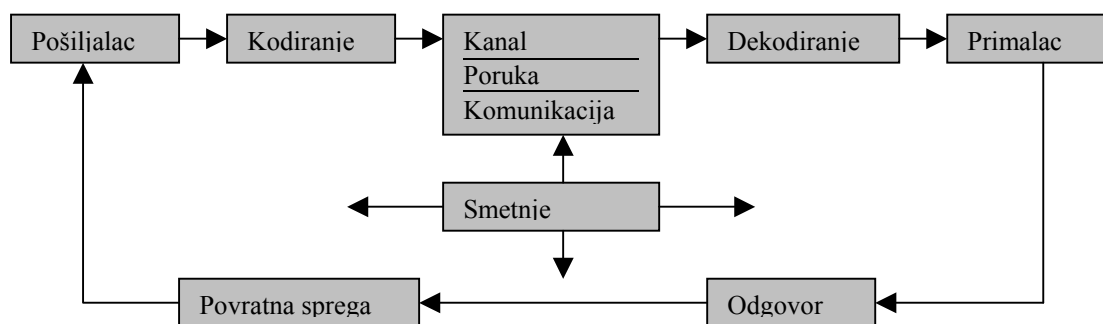 Pošiljalac
Kodiranje
Kanal
Poruka
Komunikacija
Dekodiranje
Primalac
Smetnje
Povratna sprega
Odgovor